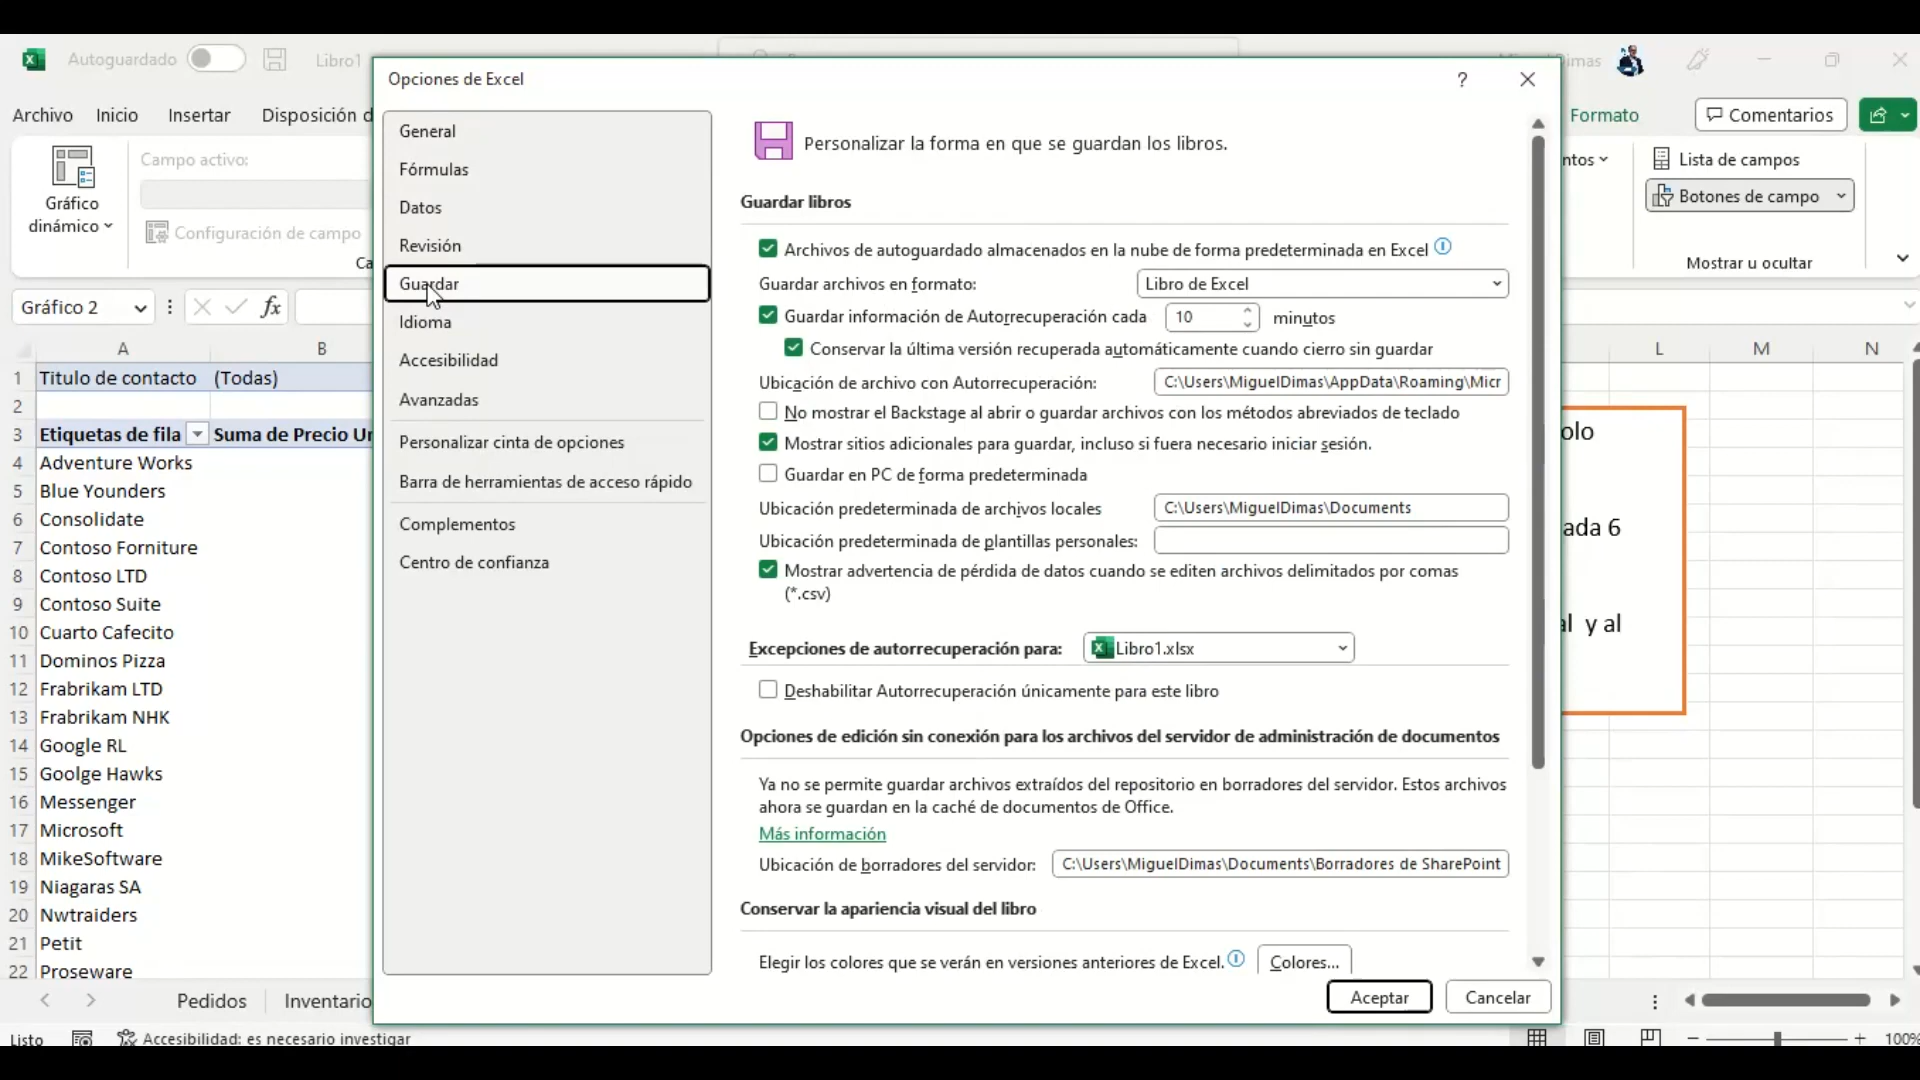 Autoguardado
Libro1
Opciones de Excel
Archivo
Inicio
Insertar
Disposición
Formato
Comentarios
Gráfico
dinámico
Campo activo:
Configuración de campo
Lista de campos
Botones de campo
Mostrar u ocultar
Gráfico 2
fx
General
Fórmulas
Datos
Revisión
Guardar
Idioma
Accesibilidad
Avanzadas
Personalizar cinta de opciones
Barra de herramientas de acceso rápido
Complementos
Centro de confianza
Personalizar la forma en que se guardan los libros.
Guardar libros
Archivos de autoguardado almacenados en la nube de forma predeterminada en Excel
Guardar archivos en formato: Libro de Excel
Guardar información de Autorrecuperación cada 10 minutos
Conservar la última versión recuperada automáticamente cuando cierro sin guardar
Ubicación de archivo con Autorrecuperación: C:\Users\MiguelDimas\AppData\Roaming\Micr
No mostrar el Backstage al abrir o guardar archivos con los métodos abreviados de teclado
Mostrar sitios adicionales para guardar, incluso si fuera necesario iniciar sesión.
Guardar en PC de forma predeterminada
Ubicación predeterminada de archivos locales C:\Users\MiguelDimas\Documents
Ubicación predeterminada de plantillas personales:
Mostrar advertencia de pérdida de datos cuando se editen archivos delimitados por comas
(*.csv)
Excepciones de autorrecuperación para: Libro1.xlsx
Deshabilitar Autorrecuperación únicamente para este libro
Opciones de edición sin conexión para los archivos del servidor de administración de documentos
Ya no se permite guardar archivos extraídos del repositorio en borradores del servidor. Estos archivos
ahora se guardan en la caché de documentos de Office.
Más información
Ubicación de borradores del servidor: C:\Users\MiguelDimas\Documents\Borradores de SharePoint
Conservar la apariencia visual del libro
Elegir los colores que se verán en versiones anteriores de Excel. Colores...
Aceptar
Cancelar
A B L M N
1 Titulo de contacto (Todas)
2
3 Etiquetas de fila Suma de Precio Un
4 Adventure Works
5 Blue Younders
6 Consolidate
7 Contoso Forniture
8 Contoso LTD
9 Contoso Suite
10 Cuarto Cafecito
11 Dominos Pizza
12 Frabrikam LTD
13 Frabrikam NHK
14 Google RL
15 Goolge Hawks
16 Messenger
17 Microsoft
18 MikeSoftware
19 Niagaras SA
20 Nwtraiders
21 Petit
22 Proseware
olo
ada 6
al y al
Pedidos
Inventario
Listo
Accesibilidad: es necesario investigar
100%